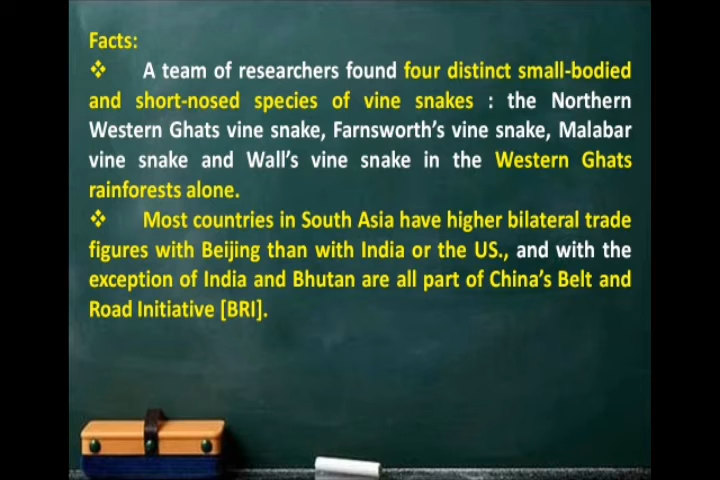 Facts:
❖ A team of researchers found four distinct small-bodied
and short-nosed species of vine snakes : the Northern
Western Ghats vine snake, Farnsworth's vine snake, Malabar
vine snake and Wall's vine snake in the Western Ghats
rainforests alone.
❖ Most countries in South Asia have higher bilateral trade
figures with Beijing than with India or the US., and with the
exception of India and Bhutan are all part of China's Belt and
Road Initiative [BRI].